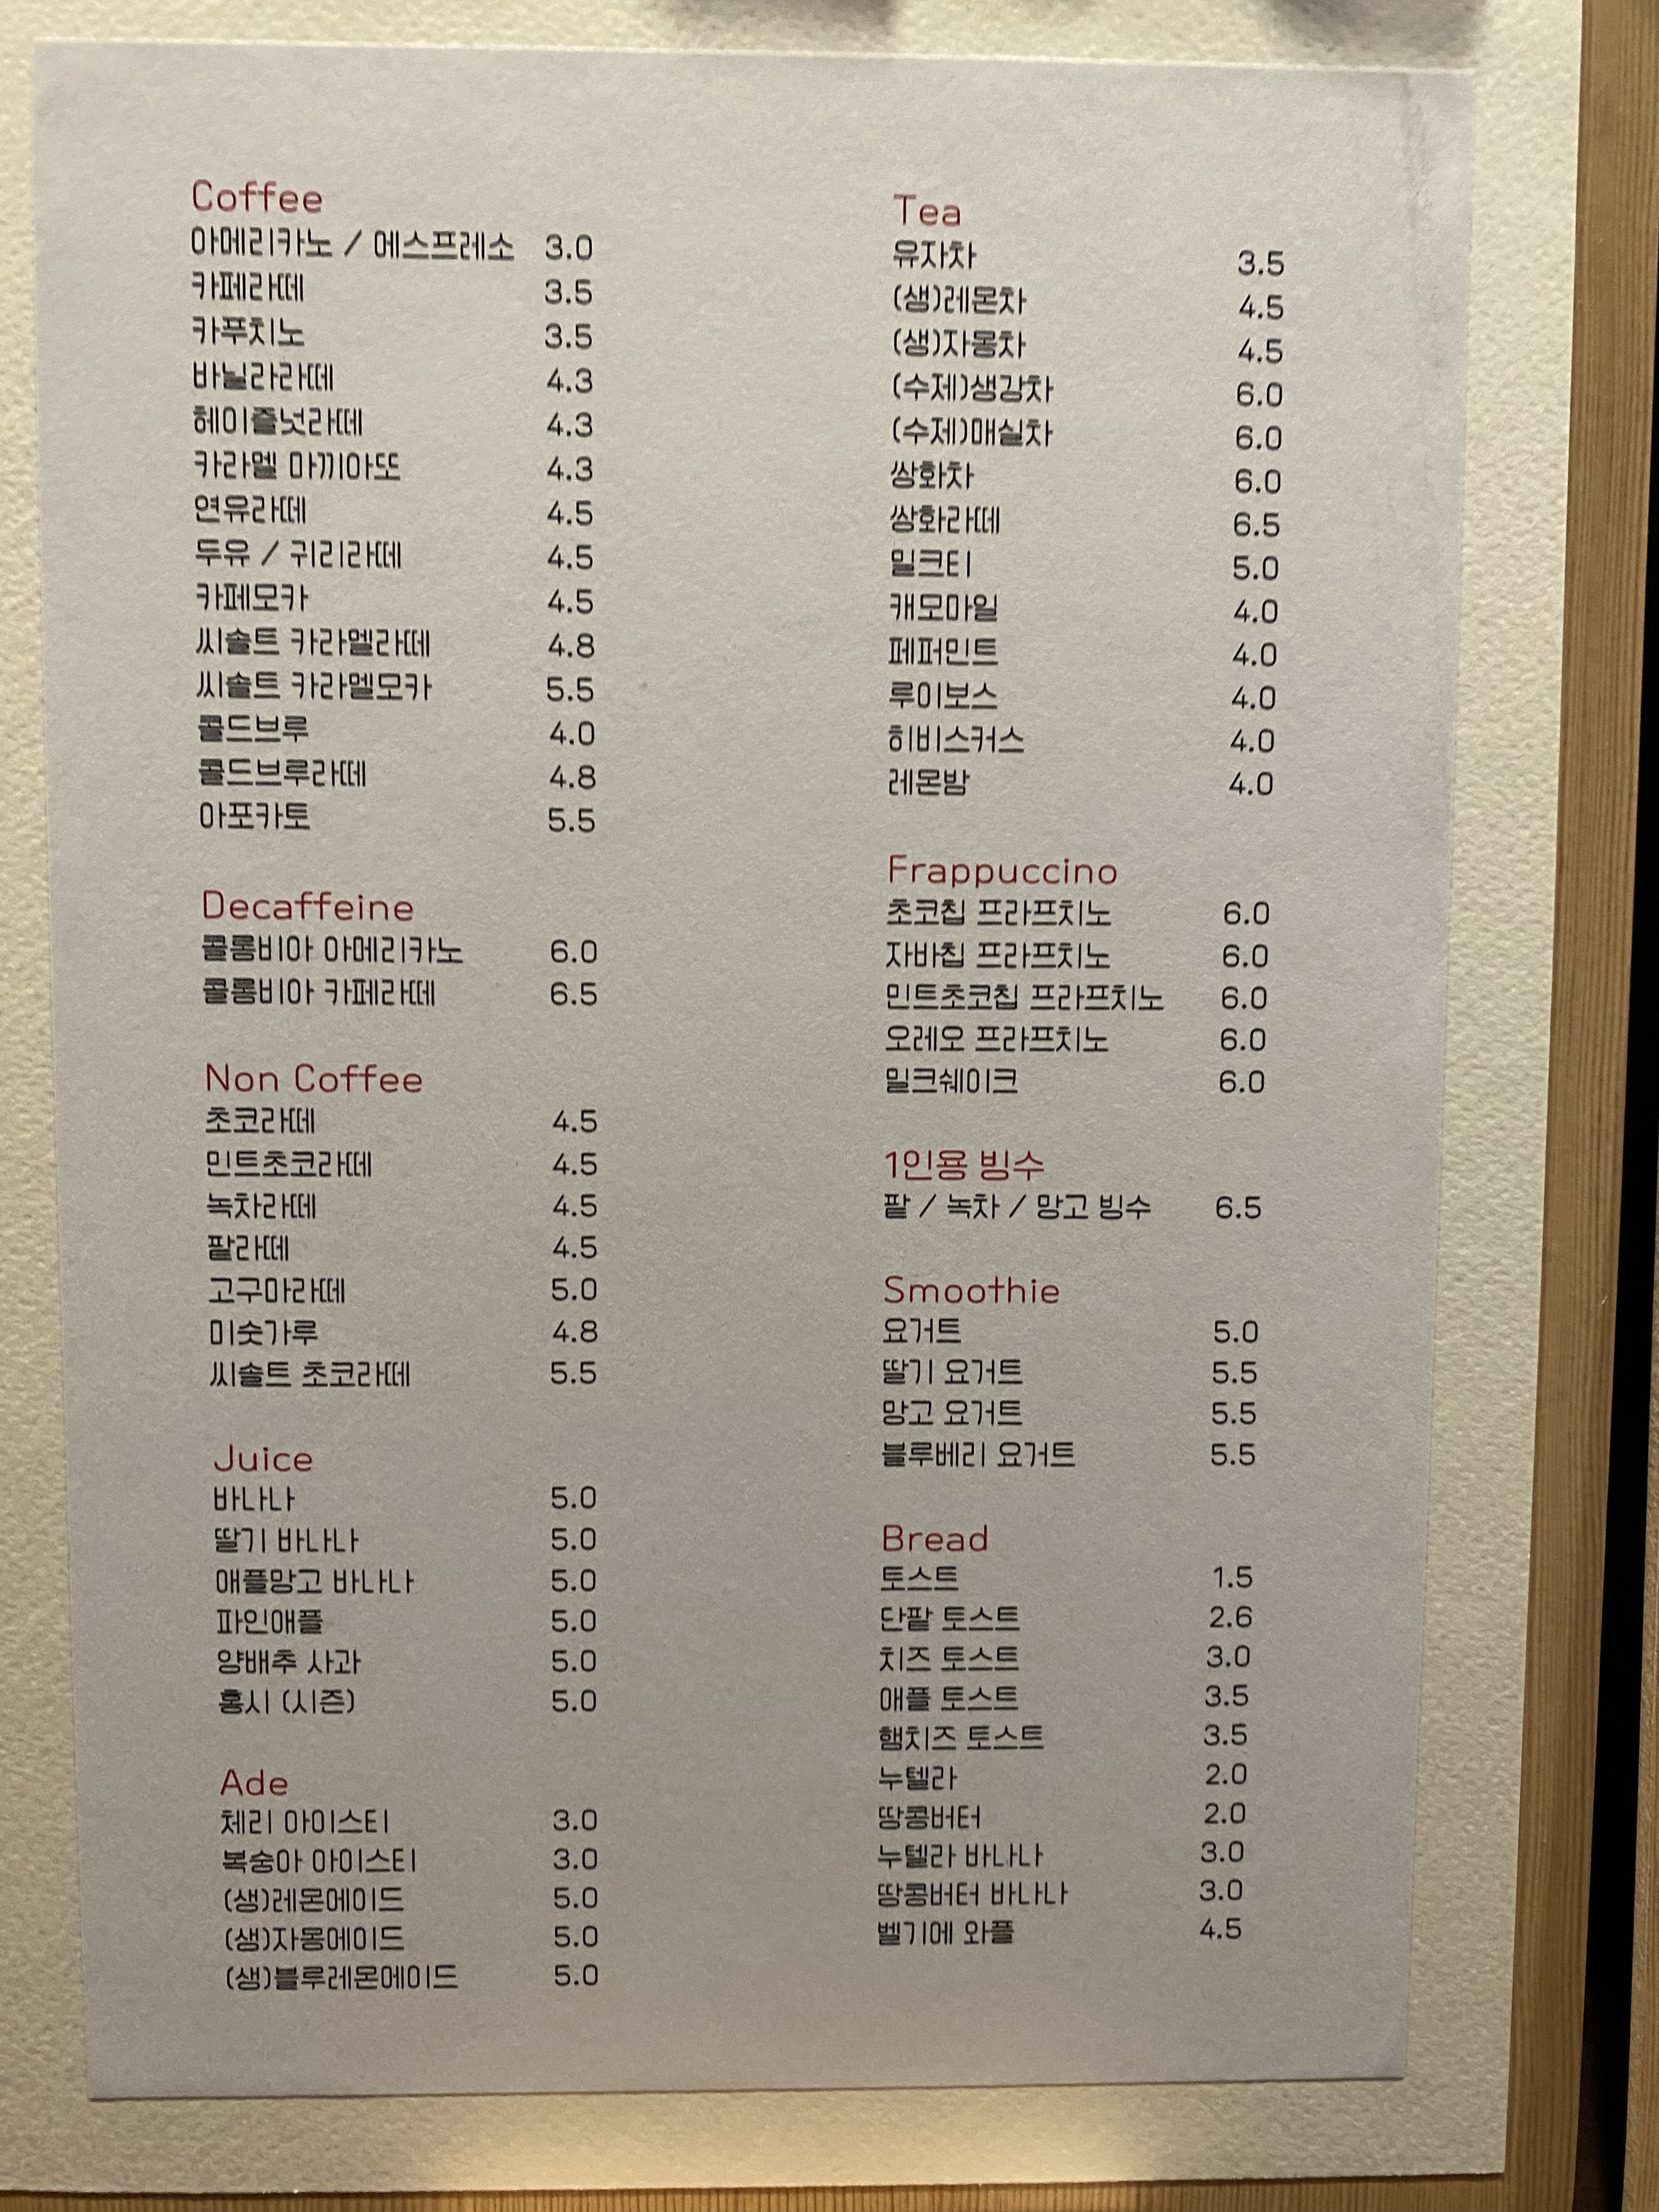 Coffee
아메리카노 / 에스프레소 3.0
카페라떼 3.5
카푸치노 3.5
바닐라라떼 4.3
헤이즐넛라떼 4.3
카라멜 마끼아또 4.3
연유라떼 4.5
두유 / 귀리라떼 4.5
카페모카 4.5
씨솔트 카라멜라떼 4.8
씨솔트 카라멜모카 5.5
콜드브루 4.0
콜드브루라떼 4.8
아포카토 5.5
Decaffeine
콜롬비아 아메리카노 6.0
콜롬비아 카페라떼 6.5
Non Coffee
초코라떼 4.5
민트초코라떼 4.5
녹차라떼 4.5
팥라떼 4.5
고구마라떼 5.0
미숫가루 4.8
씨솔트 초코라떼 5.5
Juice
바나나 5.0
딸기 바나나 5.0
애플망고 바나나 5.0
파인애플 5.0
양배추 사과 5.0
홍시 (시즌) 5.0
Ade
체리 아이스티 3.0
복숭아 아이스티 3.0
(생)레몬에이드 5.0
(생)자몽에이드 5.0
(생)블루레몬에이드 5.0
Tea
유자차 3.5
(생)레몬차 4.5
(생)자몽차 4.5
(수제)생강차 6.0
(수제)매실차 6.0
쌍화차 6.0
쌍화라떼 6.5
밀크티 5.0
캐모마일 4.0
페퍼민트 4.0
루이보스 4.0
히비스커스 4.0
레몬밤 4.0
Frappuccino
초코칩 프라프치노 6.0
자바칩 프라프치노 6.0
민트초코칩 프라프치노 6.0
오레오 프라프치노 6.0
밀크쉐이크 6.0
1인용 빙수
팥 / 녹차 / 망고 빙수 6.5
Smoothie
요거트 5.0
딸기 요거트 5.5
망고 요거트 5.5
블루베리 요거트 5.5
Bread
토스트 1.5
단팥 토스트 2.6
치즈 토스트 3.0
애플 토스트 3.5
햄치즈 토스트 3.5
누텔라 2.0
땅콩버터 2.0
누텔라 바나나 3.0
땅콩버터 바나나 3.0
벨기에 와플 4.5